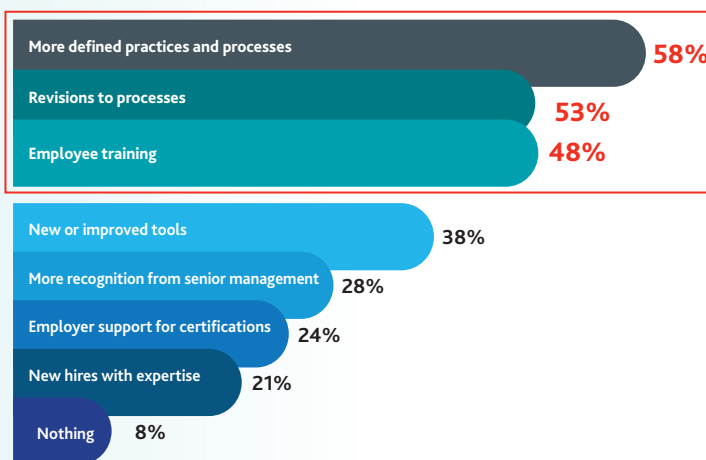 More defined practices and processes
58%
Revisions to processes
53%
Employee training
48%
New or improved tools
38%
More recognition from senior management
28%
Employer support for certifications
24%
New hires with expertise
21%
Nothing
8%